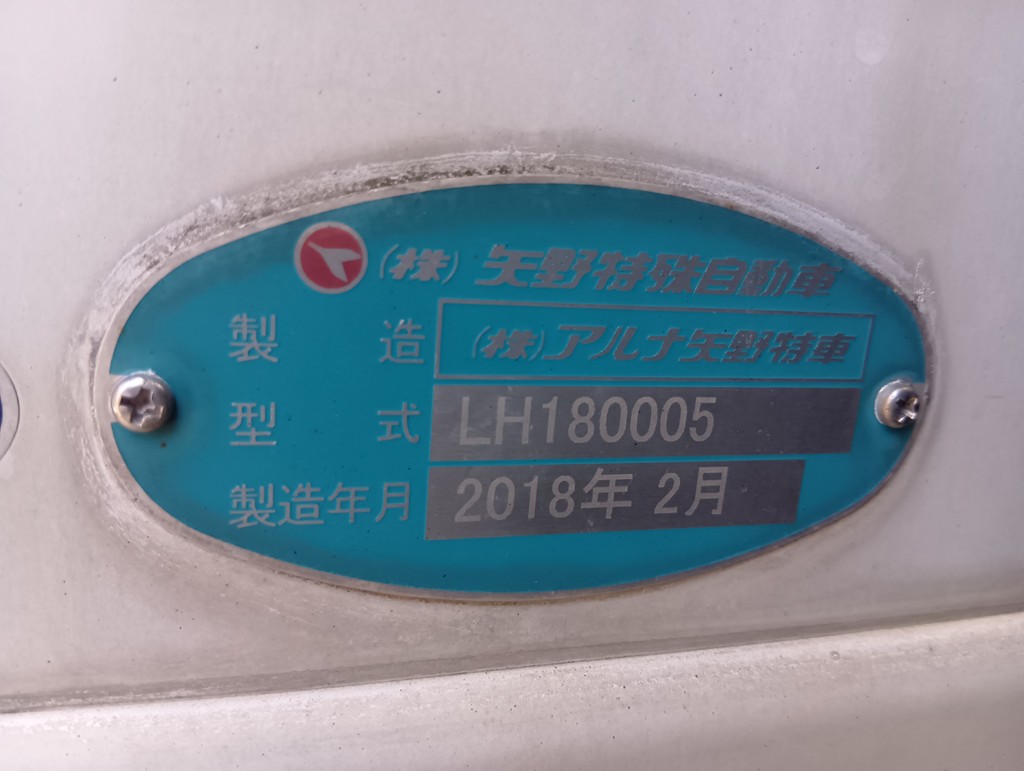 (株) 矢野特殊自動車
製造 (株)アルナ矢野特車
型式 LH180005
製造年月 2018年 2月